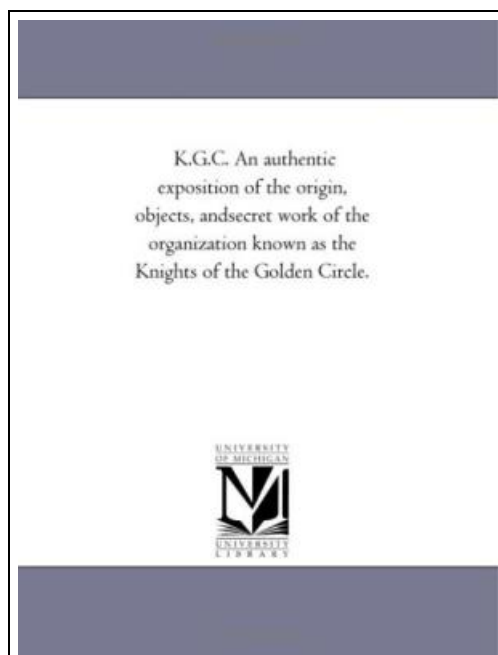 K.G.C. An authentic
exposition of the origin,
objects, andsecret work of the
organization known as the
Knights of the Golden Circle.
UNIVERSITY
OF MICHIGAN
UNIVERSITY
LIBRARY